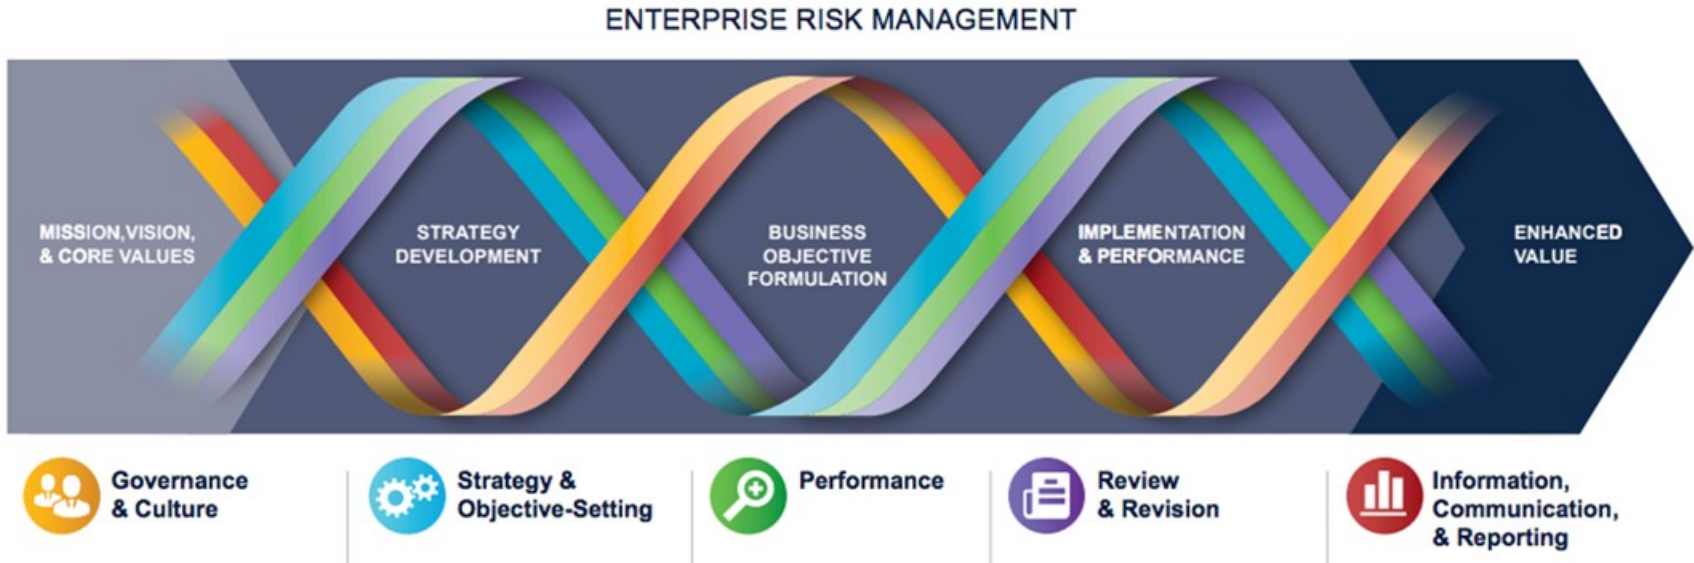 ENTERPRISE RISK MANAGEMENT
MISSION,VISION,
& CORE VALUES
STRATEGY
DEVELOPMENT
BUSINESS
OBJECTIVE
FORMULATION
IMPLEMENTATION
& PERFORMANCE
ENHANCED
VALUE
Governance
& Culture
Strategy &
Objective-Setting
Performance
Review
& Revision
Information,
Communication,
& Reporting